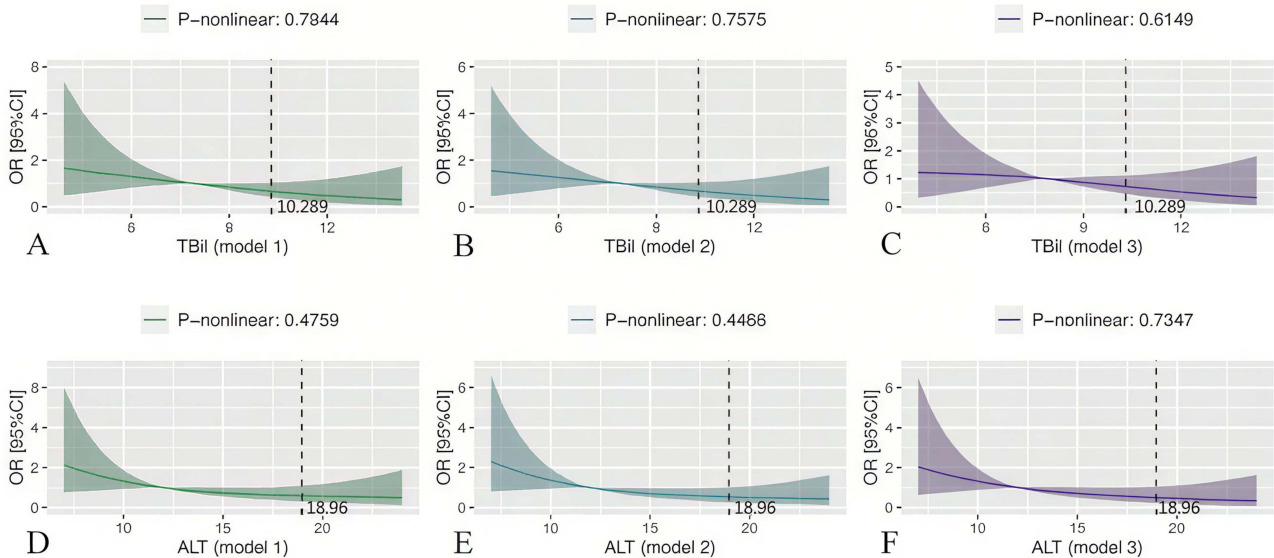 P-nonlinear: 0.7844
P-nonlinear: 0.7575
P-nonlinear: 0.6149
OR [95%CI]
8
4
2
0
10.289
6
8
12
A
TBil (model 1)
OR [95%CI]
6
4
2
0
10.289
6
9
12
B
TBil (model 2)
OR [95%CI]
5
4
3
2
1
0
10.289
6
9
12
C
TBil (model 3)
P-nonlinear: 0.4759
P-nonlinear: 0.4466
P-nonlinear: 0.7347
OR [95%CI]
8
4
2
0
18.96
10
15
20
D
ALT (model 1)
OR [95%CI]
6
4
2
0
18.96
10
15
20
E
ALT (model 2)
OR [95%CI]
6
4
2
0
18.96
10
15
20
F
ALT (model 3)